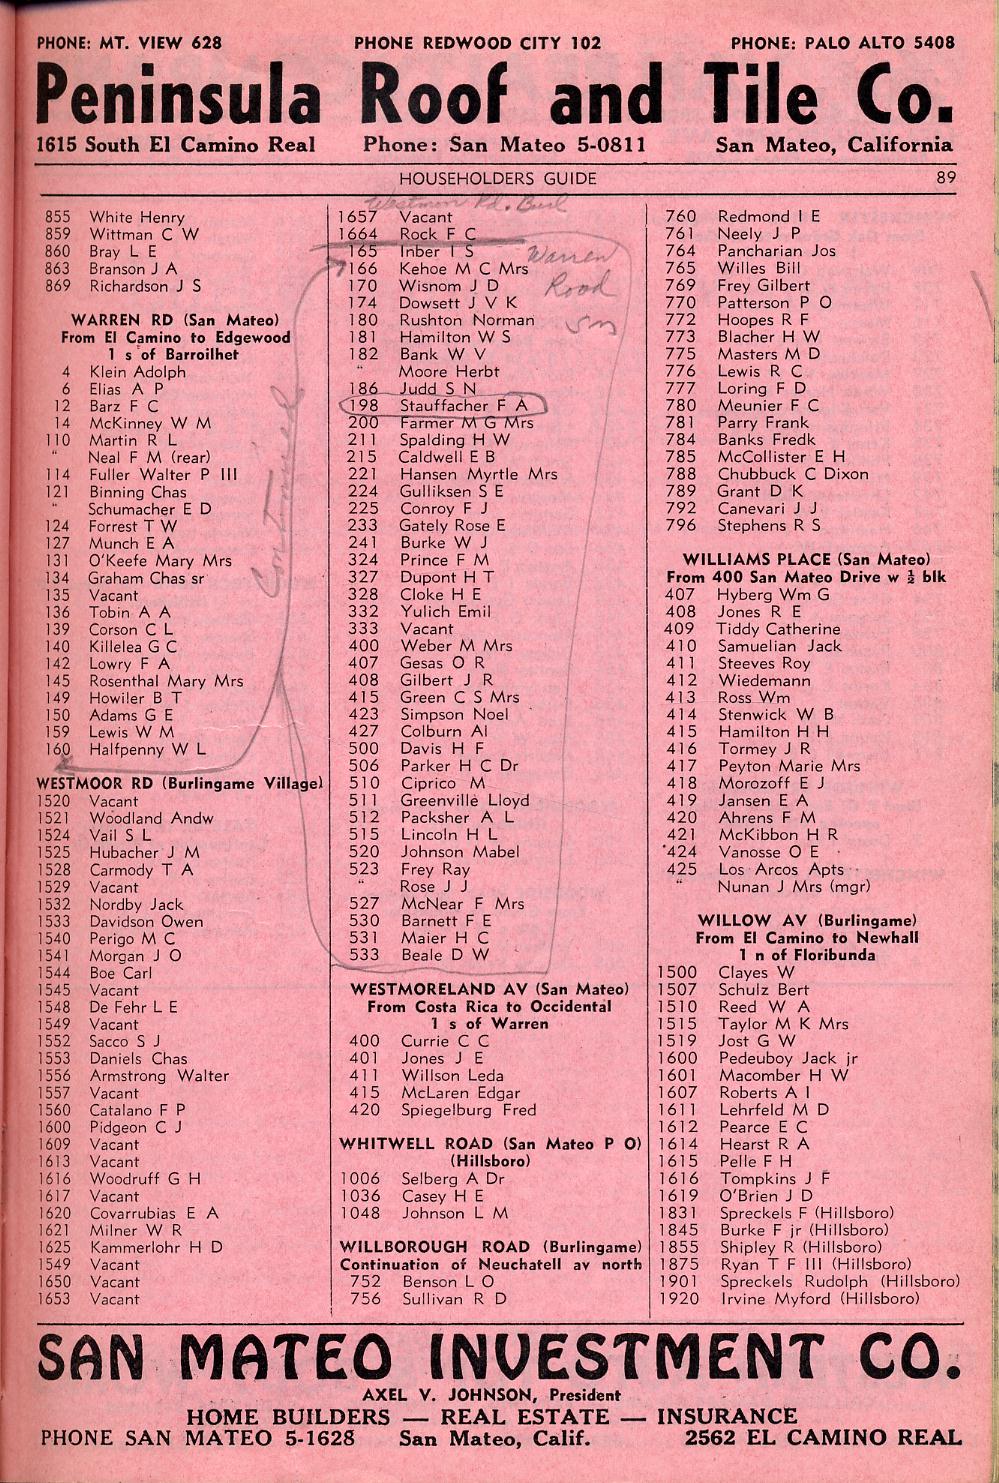 PHONE: MT. VIEW 628 PHONE REDWOOD CITY 102 PHONE: PALO ALTO 5408
Peninsula Roof and Tile Co.
1615 South El Camino Real Phone: San Mateo 5-0811 San Mateo, California
HOUSEHOLDERS GUIDE 89
855 White Henry
859 Wittman C W
860 Bray L E
863 Branson J A
869 Richardson J S
WARREN RD (San Mateo)
From El Camino to Edgewood
1 s of Barroilhet
4 Klein Adolph
6 Elias A P
12 Barz F C
14 McKinney W M
110 Martin R L
" Neal F M (rear)
114 Fuller Walter P III
121 Binning Chas
" Schumacher E D
124 Forrest T W
127 Munch E A
131 O'Keefe Mary Mrs
134 Graham Chas sr
135 Vacant
136 Tobin A A
139 Corson C L
140 Killelea G C
142 Lowry F A
145 Rosenthal Mary Mrs
149 Howiler B T
150 Adams G E
159 Lewis W M
160 Halfpenny W L
Continued
WESTMOOR RD (Burlingame Village)
1520 Vacant
1521 Woodland Andw
1524 Vail S L
1525 Hubacher J M
1528 Carmody T A
1529 Vacant
1532 Nordby Jack
1533 Davidson Owen
1540 Perigo M C
1541 Morgan J O
1544 Boe Carl
1545 Vacant
1548 De Fehr L E
1549 Vacant
1552 Sacco S J
1553 Daniels Chas
1556 Armstrong Walter
1557 Vacant
1560 Catalano F P
1600 Pidgeon C J
1609 Vacant
1613 Vacant
1616 Woodruff G H
1617 Vacant
1620 Covarrubias E A
1621 Milner W R
1625 Kammerlohr H D
1549 Vacant
1650 Vacant
1653 Vacant
Westmoor Rd. Burl
1657 Vacant
1664 Rock F C
165 Inber I S
Warren
Road
SM
166 Kehoe M C Mrs
170 Wisnom J D
174 Dowsett J V K
180 Rushton Norman
181 Hamilton W S
182 Bank W V
" Moore Herbt
186 Judd S N
198 Stauffacher F A
200 Farmer M G Mrs
211 Spalding H W
215 Caldwell E B
221 Hansen Myrtle Mrs
224 Gulliksen S E
225 Conroy F J
233 Gately Rose E
241 Burke W J
324 Prince F M
327 Dupont H T
328 Cloke H E
332 Yulich Emil
333 Vacant
400 Weber M Mrs
407 Gesas O R
408 Gilbert J R
415 Green C S Mrs
423 Simpson Noel
427 Colburn Al
500 Davis H F
506 Parker H C Dr
510 Ciprico M
511 Greenville Lloyd
512 Packsher A L
515 Lincoln H L
520 Johnson Mabel
523 Frey Ray
" Rose J J
527 McNear F Mrs
530 Barnett F E
531 Maier H C
533 Beale D W
WESTMORELAND AV (San Mateo)
From Costa Rica to Occidental
1 s of Warren
400 Currie C C
401 Jones J E
411 Willson Leda
415 McLaren Edgar
420 Spiegelburg Fred
WHITWELL ROAD (San Mateo P O)
(Hillsboro)
1006 Selberg A Dr
1036 Casey H E
1048 Johnson L M
WILLBOROUGH ROAD (Burlingame)
Continuation of Neuchatell av north
752 Benson L O
756 Sullivan R D
760 Redmond I E
761 Neely J P
764 Pancharian Jos
765 Willes Bill
769 Frey Gilbert
770 Patterson P O
772 Hoopes R F
773 Blacher H W
775 Masters M D
776 Lewis R C
777 Loring F D
780 Meunier F C
781 Parry Frank
784 Banks Fredk
785 McCollister E H
788 Chubbuck C Dixon
789 Grant D K
792 Canevari J J
796 Stephens R S
WILLIAMS PLACE (San Mateo)
From 400 San Mateo Drive w ½ blk
407 Hyberg Wm G
408 Jones R E
409 Tiddy Catherine
410 Samuelian Jack
411 Steeves Roy
412 Wiedemann
413 Ross Wm
414 Stenwick W B
415 Hamilton H H
416 Tormey J R
417 Peyton Marie Mrs
418 Morozoff E J
419 Jansen E A
420 Ahrens F M
421 McKibbon H R
424 Vanosse O E
425 Los Arcos Apts
" Nunan J Mrs (mgr)
WILLOW AV (Burlingame)
From El Camino to Newhall
1 n of Floribunda
1500 Clayes W
1507 Schulz Bert
1510 Reed W A
1515 Taylor M K Mrs
1519 Jost G W
1600 Pedeuboy Jack jr
1601 Macomber H W
1607 Roberts A I
1611 Lehrfeld M D
1612 Pearce E C
1614 Hearst R A
1615 Pelle F H
1616 Tompkins J F
1619 O'Brien J D
1831 Spreckels F (Hillsboro)
1845 Burke F jr (Hillsboro)
1855 Shipley R (Hillsboro)
1875 Ryan T F III (Hillsboro)
1901 Spreckels Rudolph (Hillsboro)
1920 Irvine Myford (Hillsboro)
SAN MATEO INVESTMENT CO.
AXEL V. JOHNSON, President
HOME BUILDERS — REAL ESTATE — INSURANCE
PHONE SAN MATEO 5-1628 San Mateo, Calif. 2562 EL CAMINO REAL